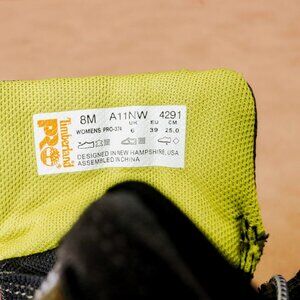 Timberland
PRO
8M A11NW 4291
WOMENS PRO-374 UK EU CM
6 39 25.0
DESIGNED IN NEW HAMPSHIRE, USA
ASSEMBLED IN CHINA